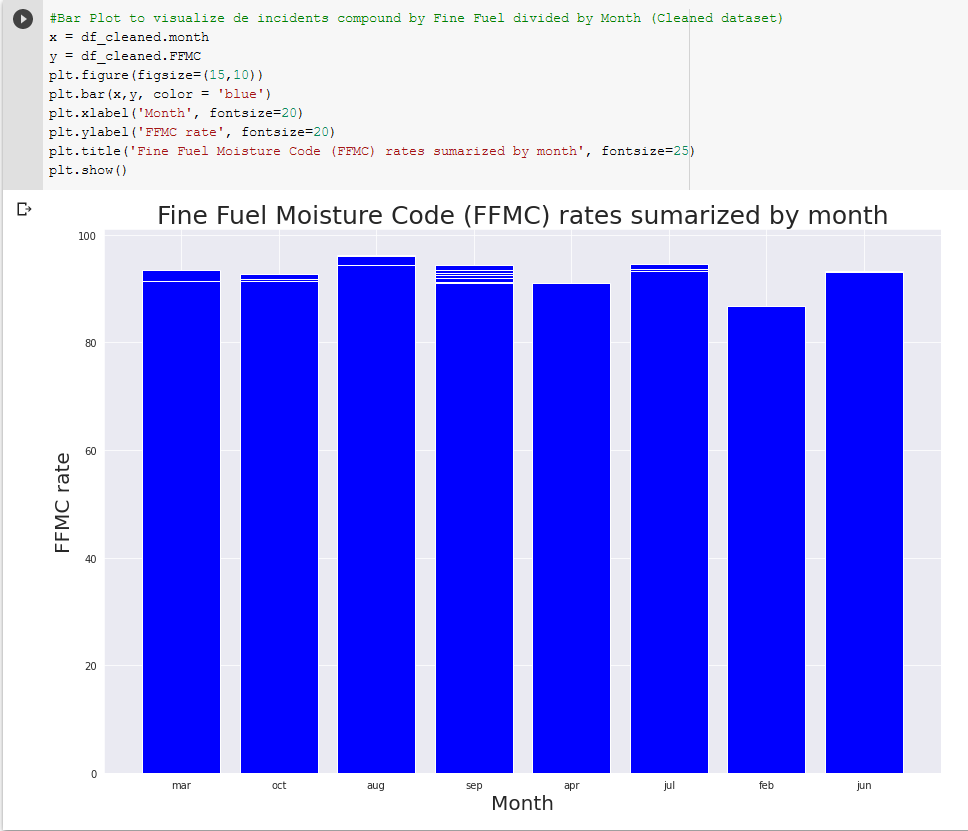 #Bar Plot to visualize de incidents compound by Fine Fuel divided by Month (Cleaned dataset)
x = df_cleaned.month
y = df_cleaned.FFMC
plt.figure(figsize=(15,10))
plt.bar(x,y, color = 'blue')
plt.xlabel('Month', fontsize=20)
plt.ylabel('FFMC rate', fontsize=20)
plt.title('Fine Fuel Moisture Code (FFMC) rates sumarized by month', fontsize=25)
plt.show()
Fine Fuel Moisture Code (FFMC) rates sumarized by month
100
80
60
40
20
0
FFMC rate
mar oct aug sep apr jul feb jun
Month